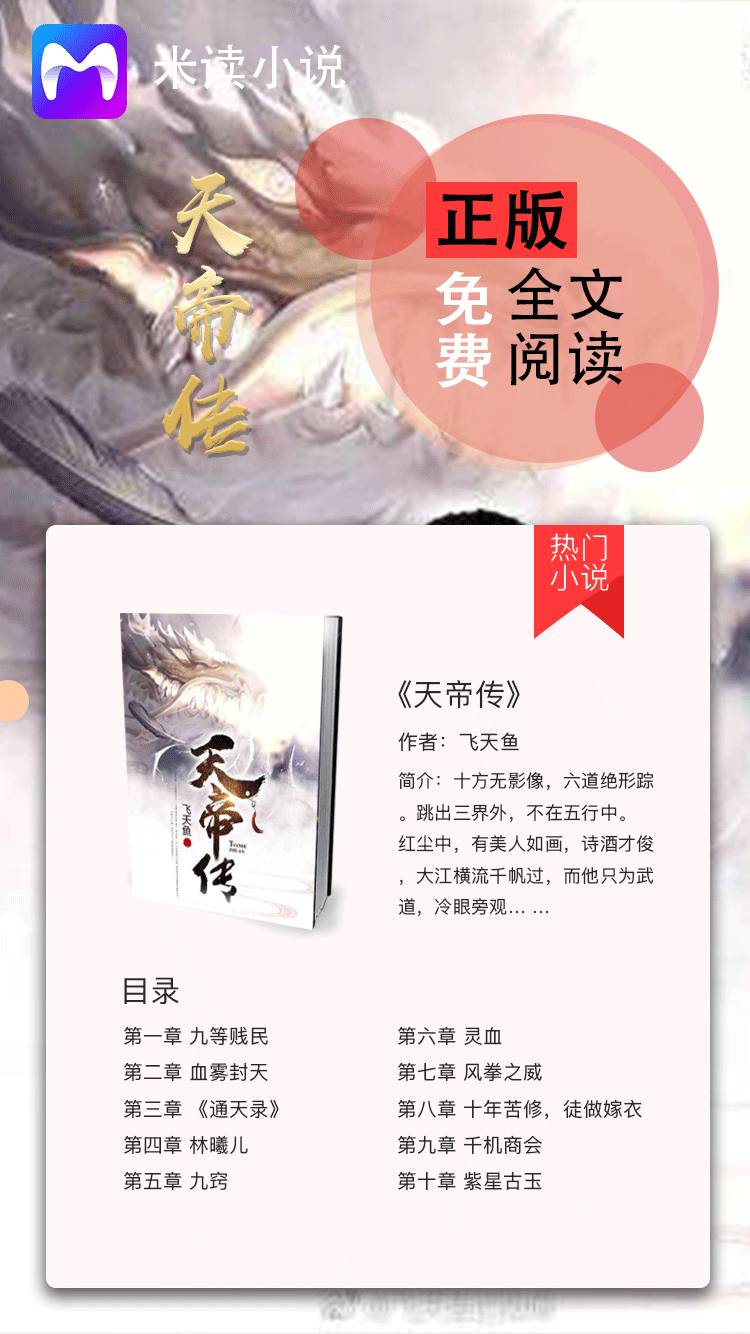 米读小说
天帝传
正版
免费
全文
阅读
热门
小说
天帝传
飞天鱼
《天帝传》
作者：飞天鱼
简介：十方无影像，六道绝形踪
。跳出三界外，不在五行中。
红尘中，有美人如画，诗酒才俊
，大江横流千帆过，而他只为武
道，冷眼旁观... ...
目录
第一章 九等贱民
第二章 血雾封天
第三章 《通天录》
第四章 林曦儿
第五章 九窍
第六章 灵血
第七章 风拳之威
第八章 十年苦修，徒做嫁衣
第九章 千机商会
第十章 紫星古玉